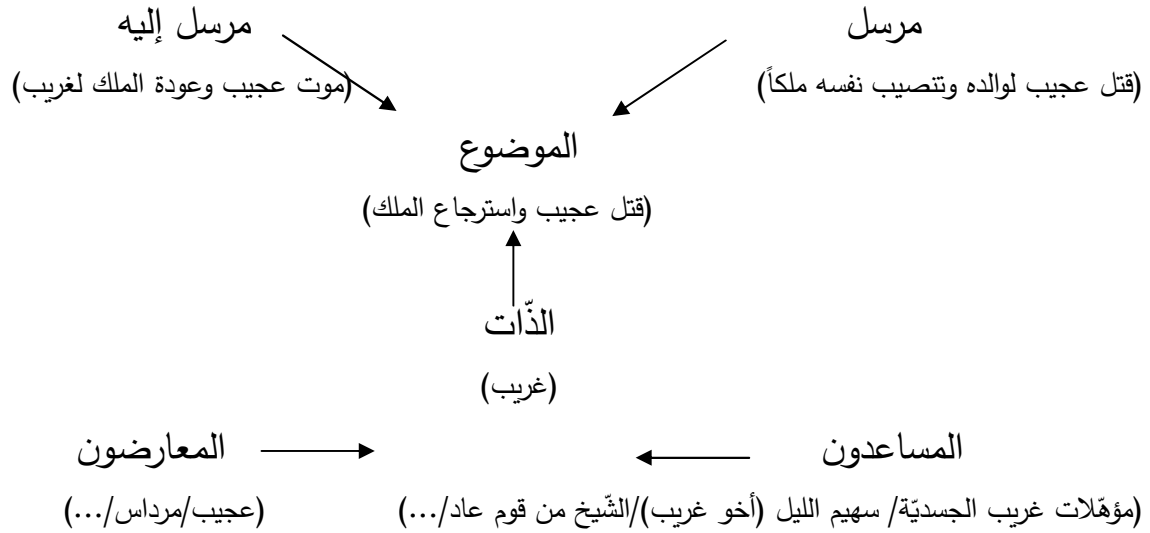 مرسل
مرسل إليه
(قتل عجيب لوالده وتنصيب نفسه ملكاً)
(موت عجيب وعودة الملك لغريب)
الموضوع
(قتل عجيب واسترجاع الملك)
الذّات
(غريب)
المساعدون
المعارضون
(مؤهّلات غريب الجسديّة/ سهيم الليل (أخو غريب)/الشّيخ من قوم عاد/...)
(عجيب/مرداس/...)